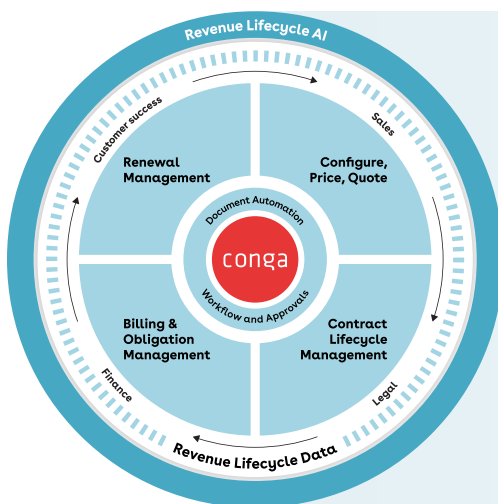 Revenue Lifecycle AI
Customer success
Sales
Renewal
Management
Configure,
Price, Quote
Document Automation
conga
Workflow and Approvals
Billing &
Obligation
Management
Contract
Lifecycle
Management
Finance
Legal
Revenue Lifecycle Data